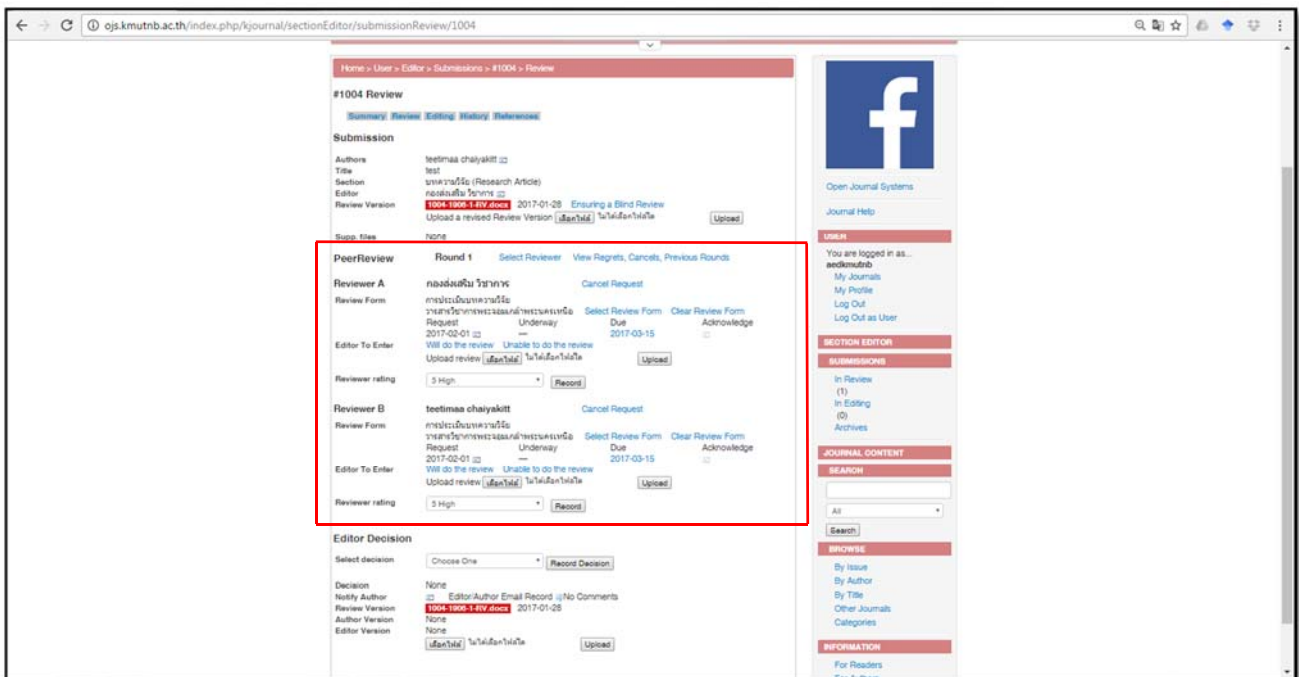 ojs.kmutnb.ac.th/index.php/kjournal/sectionEditor/submissionReview/1004
Home > User > Editor > Submissions > #1004 > Review
#1004 Review
Summary Review Editing History References
Submission
Authors teetimaa chaiyakitt
Title test
Section บทความวิจัย (Research Article)
Editor กองส่งเสริม วิชาการ
Review Version 1004-1906-1-RV.docx 2017-01-28 Ensuring a Blind Review
Upload a revised Review Version เลือกไฟล์ ไม่ได้เลือกไฟล์ใด Upload
Supp. files None
PeerReview Round 1 Select Reviewer View Regrets, Cancels, Previous Rounds
Reviewer A กองส่งเสริม วิชาการ Cancel Request
Review Form การประเมินบทความวิจัย
วารสารวิชาการพระจอมเกล้าพระนครเหนือ Select Review Form Clear Review Form
Request Underway Due Acknowledge
2017-02-01 — 2017-03-15
Editor To Enter Will do the review Unable to do the review
Upload review เลือกไฟล์ ไม่ได้เลือกไฟล์ใด Upload
Reviewer rating 5 High Record
Reviewer B teetimaa chaiyakitt Cancel Request
Review Form การประเมินบทความวิจัย
วารสารวิชาการพระจอมเกล้าพระนครเหนือ Select Review Form Clear Review Form
Request Underway Due Acknowledge
2017-02-01 — 2017-03-15
Editor To Enter Will do the review Unable to do the review
Upload review เลือกไฟล์ ไม่ได้เลือกไฟล์ใด Upload
Reviewer rating 5 High Record
Editor Decision
Select decision Choose One Record Decision
Decision None
Notify Author Editor/Author Email Record No Comments
Review Version 1004-1906-1-RV.docx 2017-01-28
Author Version None
Editor Version None
เลือกไฟล์ ไม่ได้เลือกไฟล์ใด Upload
Open Journal Systems
Journal Help
USER
You are logged in as...
aedkmutnb
My Journals
My Profile
Log Out
Log Out as User
SECTION EDITOR
SUBMISSIONS
In Review
(1)
In Editing
(0)
Archives
JOURNAL CONTENT
SEARCH
All
Search
BROWSE
By Issue
By Author
By Title
Other Journals
Categories
INFORMATION
For Readers